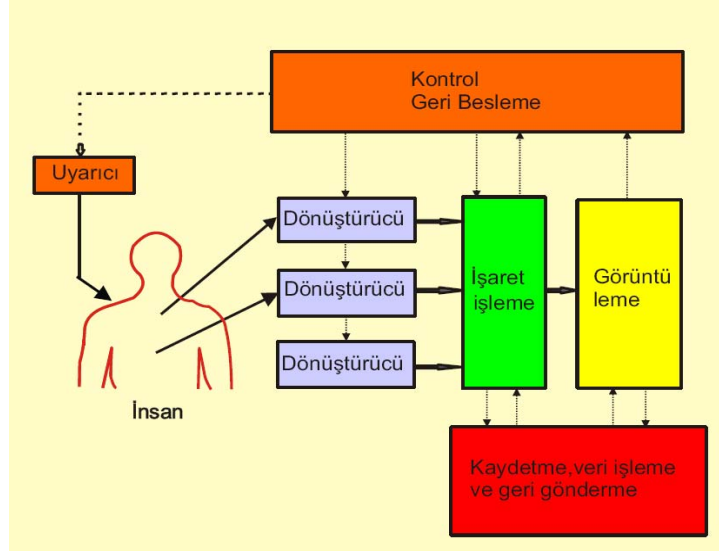 Kontrol
Geri Besleme
Uyarıcı
Dönüştürücü
Dönüştürücü
Dönüştürücü
İşaret
işleme
Görüntü
leme
İnsan
Kaydetme,veri işleme
ve geri gönderme